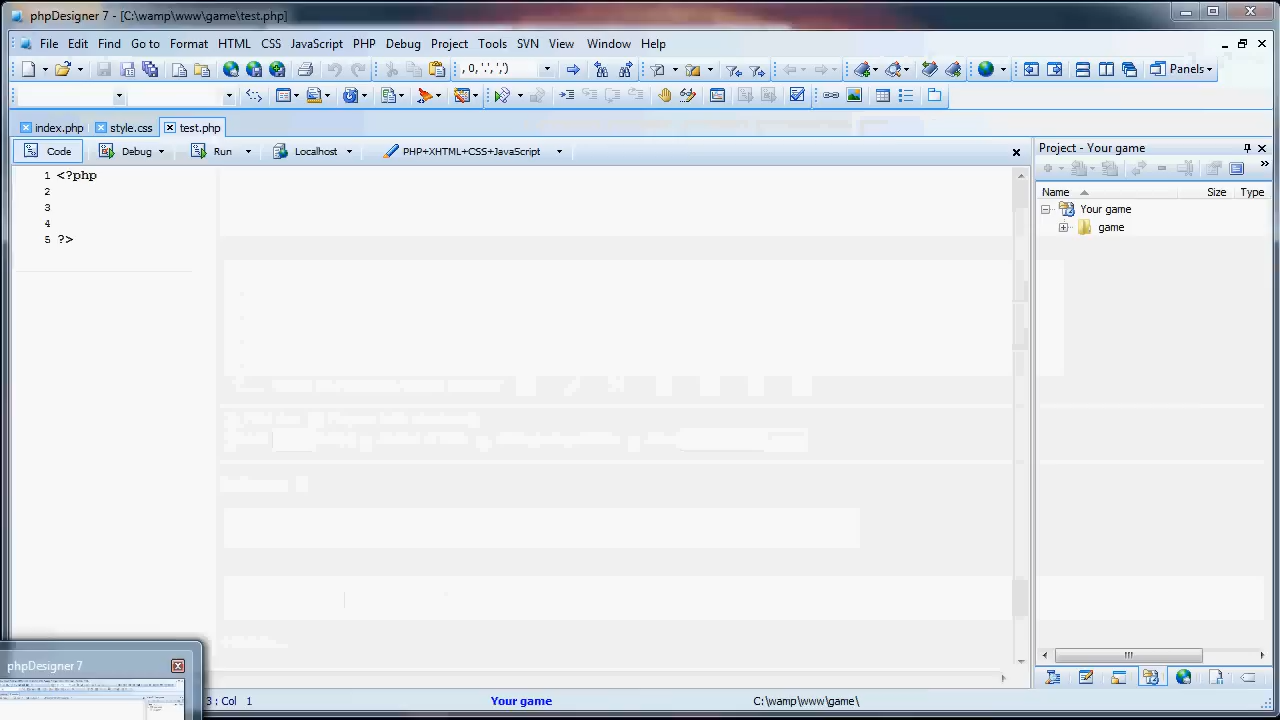 phpDesigner 7 - [C:\wamp\www\game\test.php]
File Edit Find Go to Format HTML CSS JavaScript PHP Debug Project Tools SVN View Window Help
, 0,'.', ',')
Panels
index.php style.css test.php
Code Debug Run Localhost PHP+XHTML+CSS+JavaScript
Project - Your game
Name Size Type
Your game
game
1 <?php
2
3
4
5 ?>
phpDesigner 7
3 : Col 1 Your game C:\wamp\www\game\